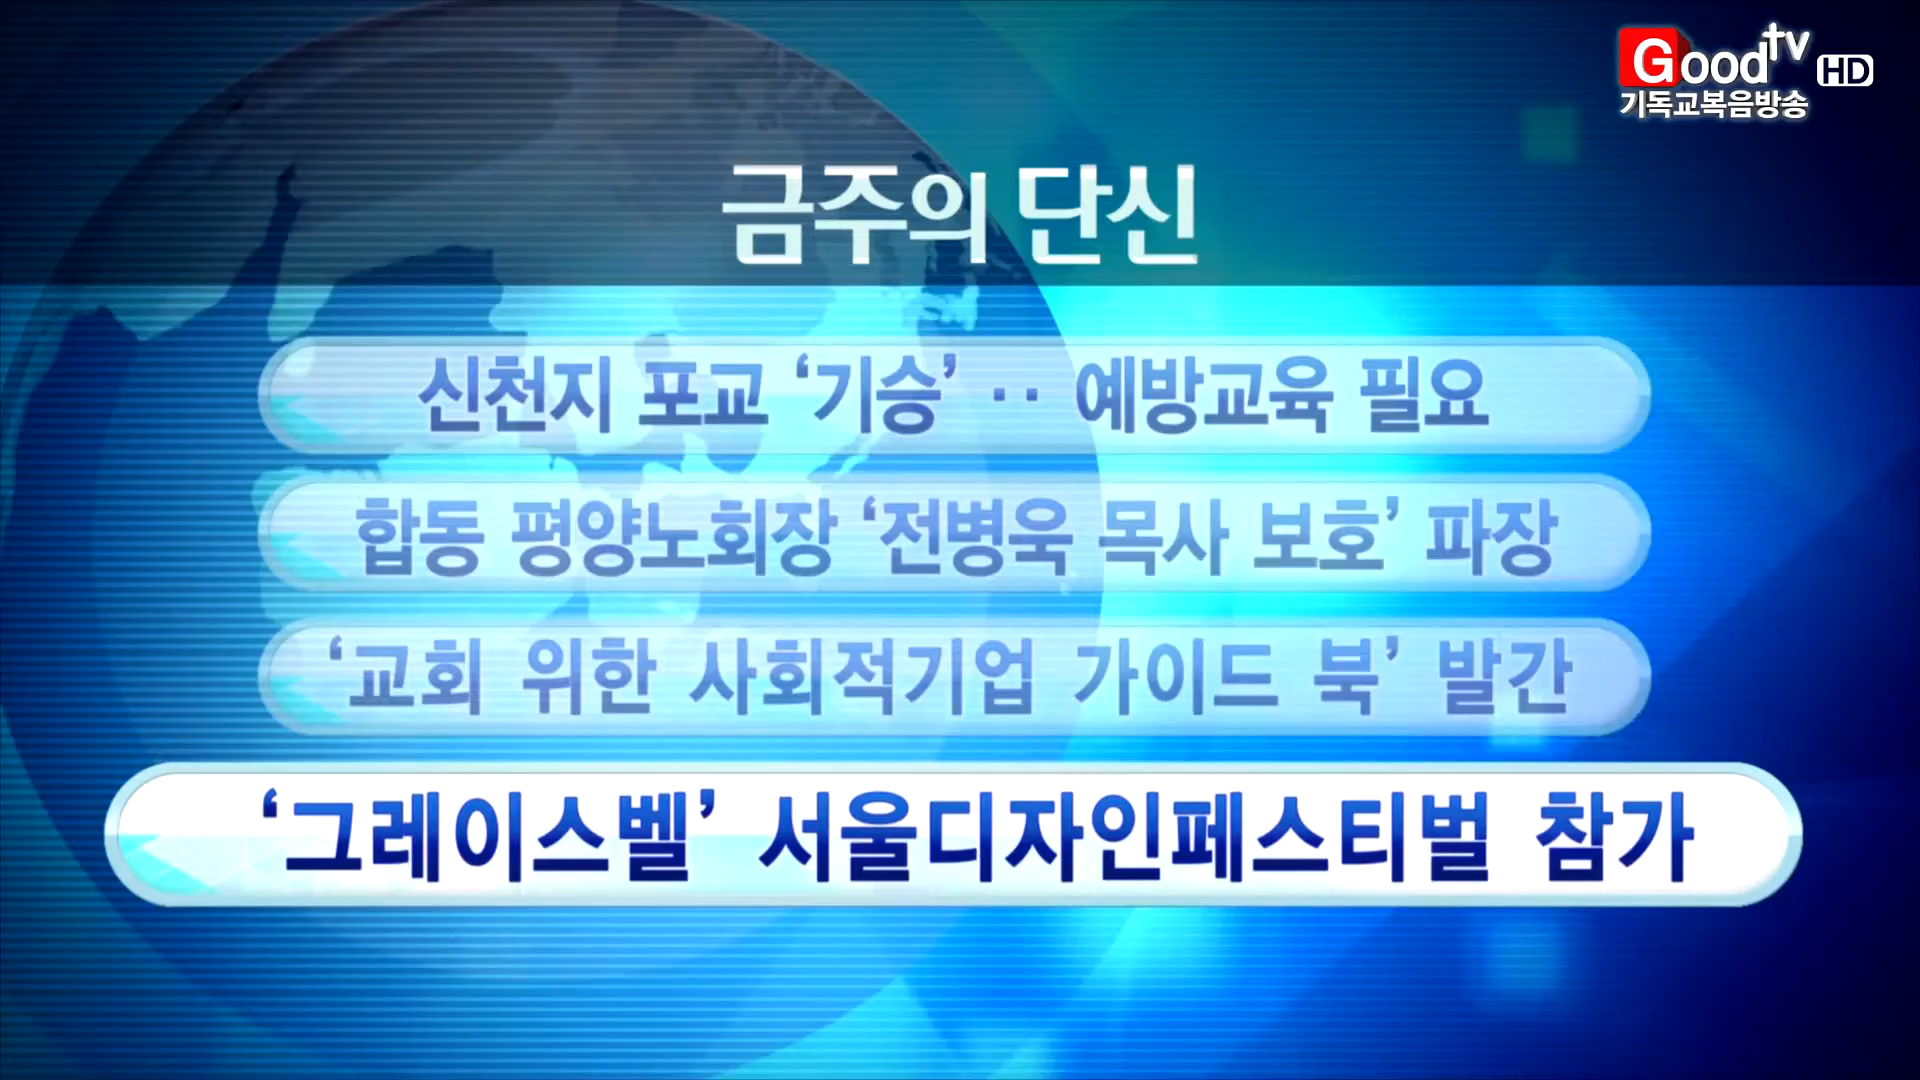 Good tv HD
기독교복음방송
금주의 단신
신천지 포교 ‘기승’ ‥ 예방교육 필요
합동 평양노회장 ‘전병욱 목사 보호’ 파장
‘교회 위한 사회적기업 가이드 북’ 발간
‘그레이스벨’ 서울디자인페스티벌 참가